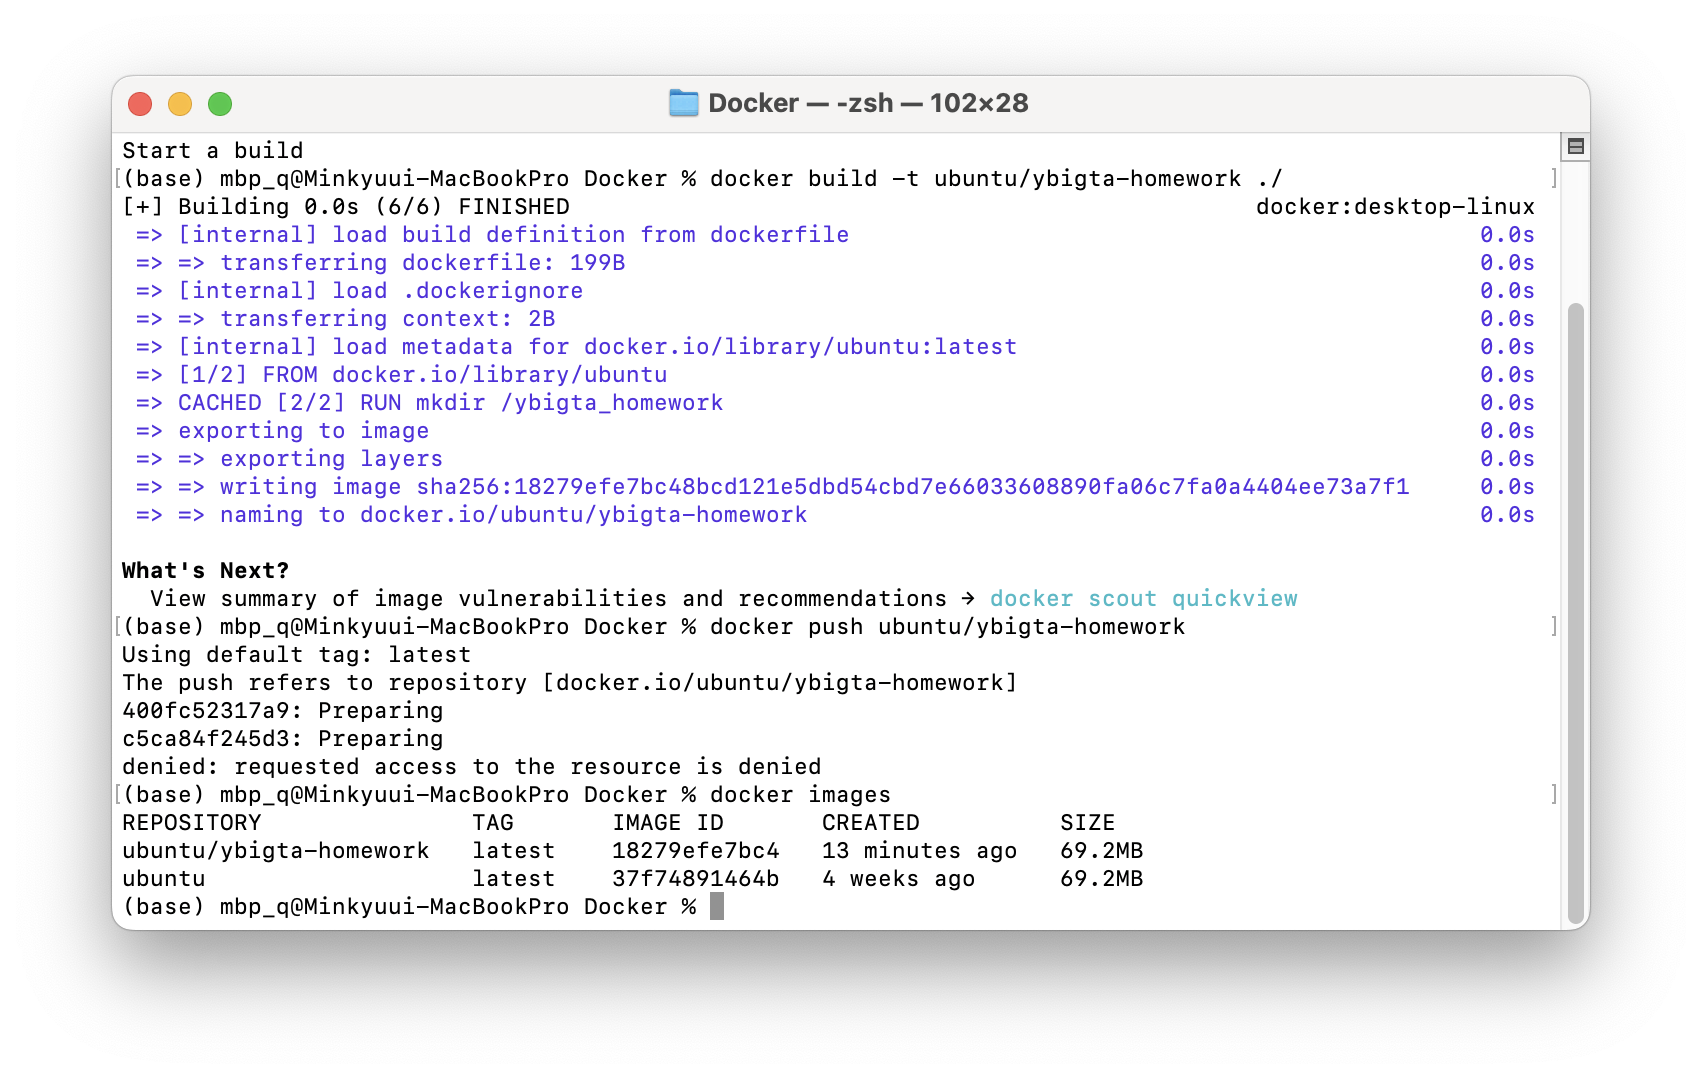 Docker — -zsh — 102×28
Start a build
(base) mbp_q@Minkyuui-MacBookPro Docker % docker build -t ubuntu/ybigta-homework ./
[+] Building 0.0s (6/6) FINISHED docker:desktop-linux
=> [internal] load build definition from dockerfile 0.0s
=> => transferring dockerfile: 199B 0.0s
=> [internal] load .dockerignore 0.0s
=> => transferring context: 2B 0.0s
=> [internal] load metadata for docker.io/library/ubuntu:latest 0.0s
=> [1/2] FROM docker.io/library/ubuntu 0.0s
=> CACHED [2/2] RUN mkdir /ybigta_homework 0.0s
=> exporting to image 0.0s
=> => exporting layers 0.0s
=> => writing image sha256:18279efe7bc48bcd121e5dbd54cbd7e66033608890fa06c7fa0a4404ee73a7f1 0.0s
=> => naming to docker.io/ubuntu/ybigta-homework 0.0s
What's Next?
View summary of image vulnerabilities and recommendations → docker scout quickview
(base) mbp_q@Minkyuui-MacBookPro Docker % docker push ubuntu/ybigta-homework
Using default tag: latest
The push refers to repository [docker.io/ubuntu/ybigta-homework]
400fc52317a9: Preparing
c5ca84f245d3: Preparing
denied: requested access to the resource is denied
(base) mbp_q@Minkyuui-MacBookPro Docker % docker images
REPOSITORY TAG IMAGE ID CREATED SIZE
ubuntu/ybigta-homework latest 18279efe7bc4 13 minutes ago 69.2MB
ubuntu latest 37f74891464b 4 weeks ago 69.2MB
(base) mbp_q@Minkyuui-MacBookPro Docker %